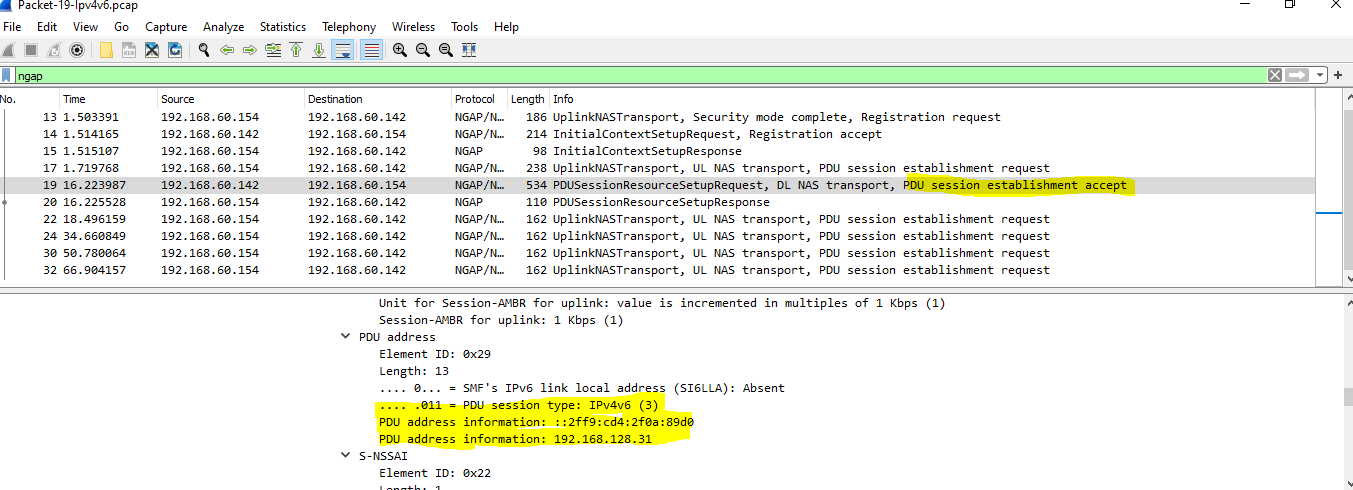 Packet-19-Ipv4v6.pcap
File Edit View Go Capture Analyze Statistics Telephony Wireless Tools Help
ngap
No. Time Source Destination Protocol Length Info
13 1.503391 192.168.60.154 192.168.60.142 NGAP/N… 186 UplinkNASTransport, Security mode complete, Registration request
14 1.514165 192.168.60.142 192.168.60.154 NGAP/N… 214 InitialContextSetupRequest, Registration accept
15 1.515107 192.168.60.154 192.168.60.142 NGAP 98 InitialContextSetupResponse
17 1.719768 192.168.60.154 192.168.60.142 NGAP/N… 238 UplinkNASTransport, UL NAS transport, PDU session establishment request
19 16.223987 192.168.60.142 192.168.60.154 NGAP/N… 534 PDUSessionResourceSetupRequest, DL NAS transport, PDU session establishment accept
20 16.225528 192.168.60.154 192.168.60.142 NGAP 110 PDUSessionResourceSetupResponse
22 18.496159 192.168.60.154 192.168.60.142 NGAP/N… 162 UplinkNASTransport, UL NAS transport, PDU session establishment request
24 34.660849 192.168.60.154 192.168.60.142 NGAP/N… 162 UplinkNASTransport, UL NAS transport, PDU session establishment request
30 50.780064 192.168.60.154 192.168.60.142 NGAP/N… 162 UplinkNASTransport, UL NAS transport, PDU session establishment request
32 66.904157 192.168.60.154 192.168.60.142 NGAP/N… 162 UplinkNASTransport, UL NAS transport, PDU session establishment request
Unit for Session-AMBR for uplink: value is incremented in multiples of 1 Kbps (1)
Session-AMBR for uplink: 1 Kbps (1)
PDU address
Element ID: 0x29
Length: 13
.... 0... = SMF's IPv6 link local address (SI6LLA): Absent
.... .011 = PDU session type: IPv4v6 (3)
PDU address information: ::2ff9:cd4:2f0a:89d0
PDU address information: 192.168.128.31
S-NSSAI
Element ID: 0x22
Length: 1